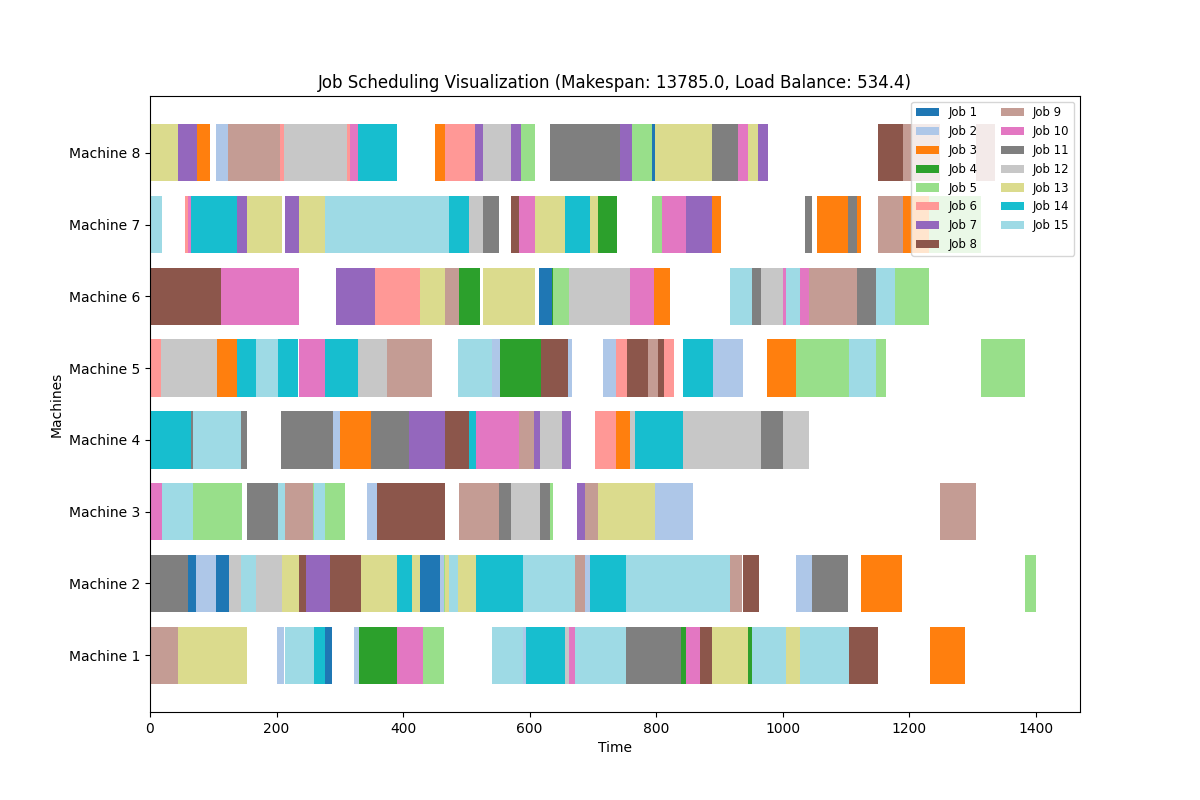 Job Scheduling Visualization (Makespan: 13785.0, Load Balance: 534.4)
Job 1
Job 2
Job 3
Job 4
Job 5
Job 6
Job 7
Job 8
Job 9
Job 10
Job 11
Job 12
Job 13
Job 14
Job 15
Machine 8
Machine 7
Machine 6
Machine 5
Machine 4
Machine 3
Machine 2
Machine 1
Machines
0 200 400 600 800 1000 1200 1400
Time